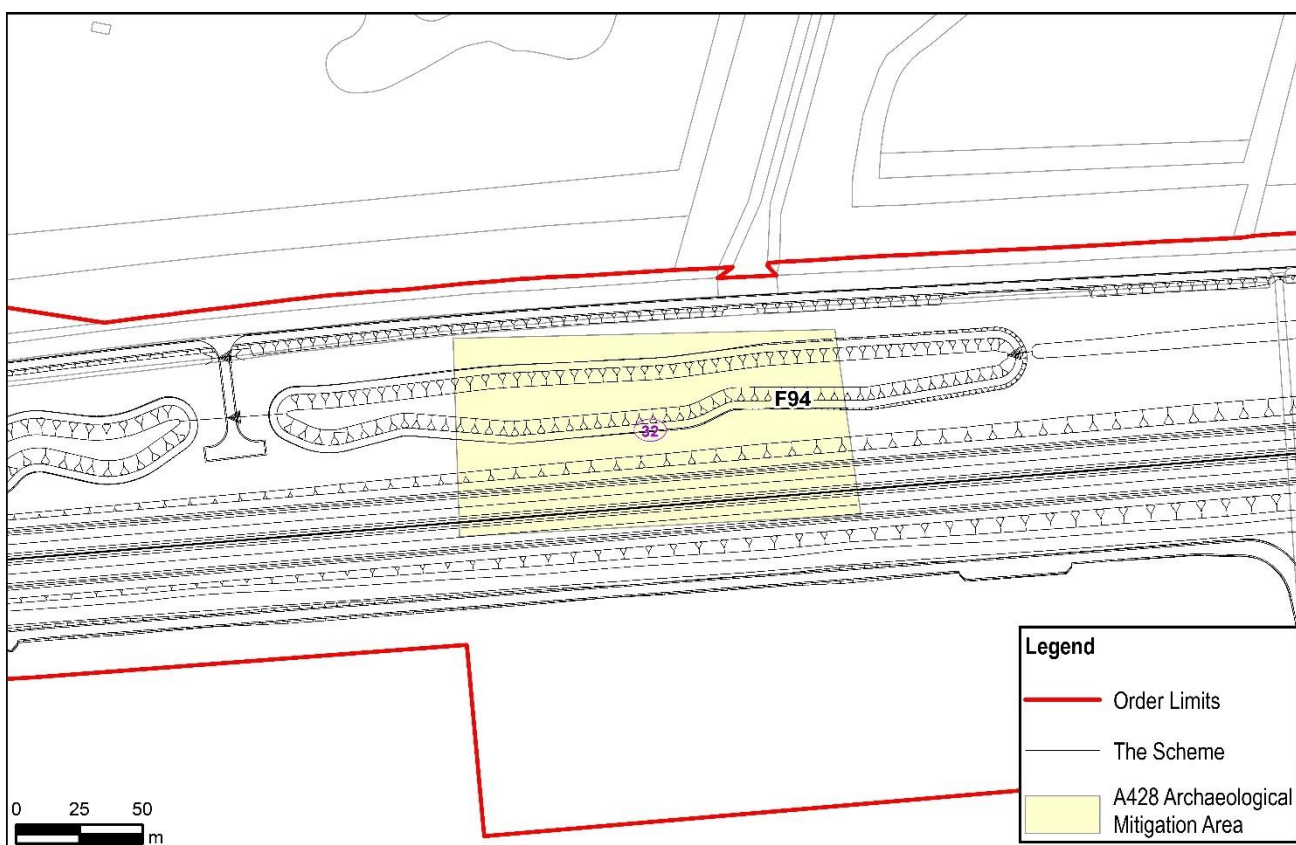 F94
32
Legend
Order Limits
The Scheme
A428 Archaeological
Mitigation Area
0 25 50
m